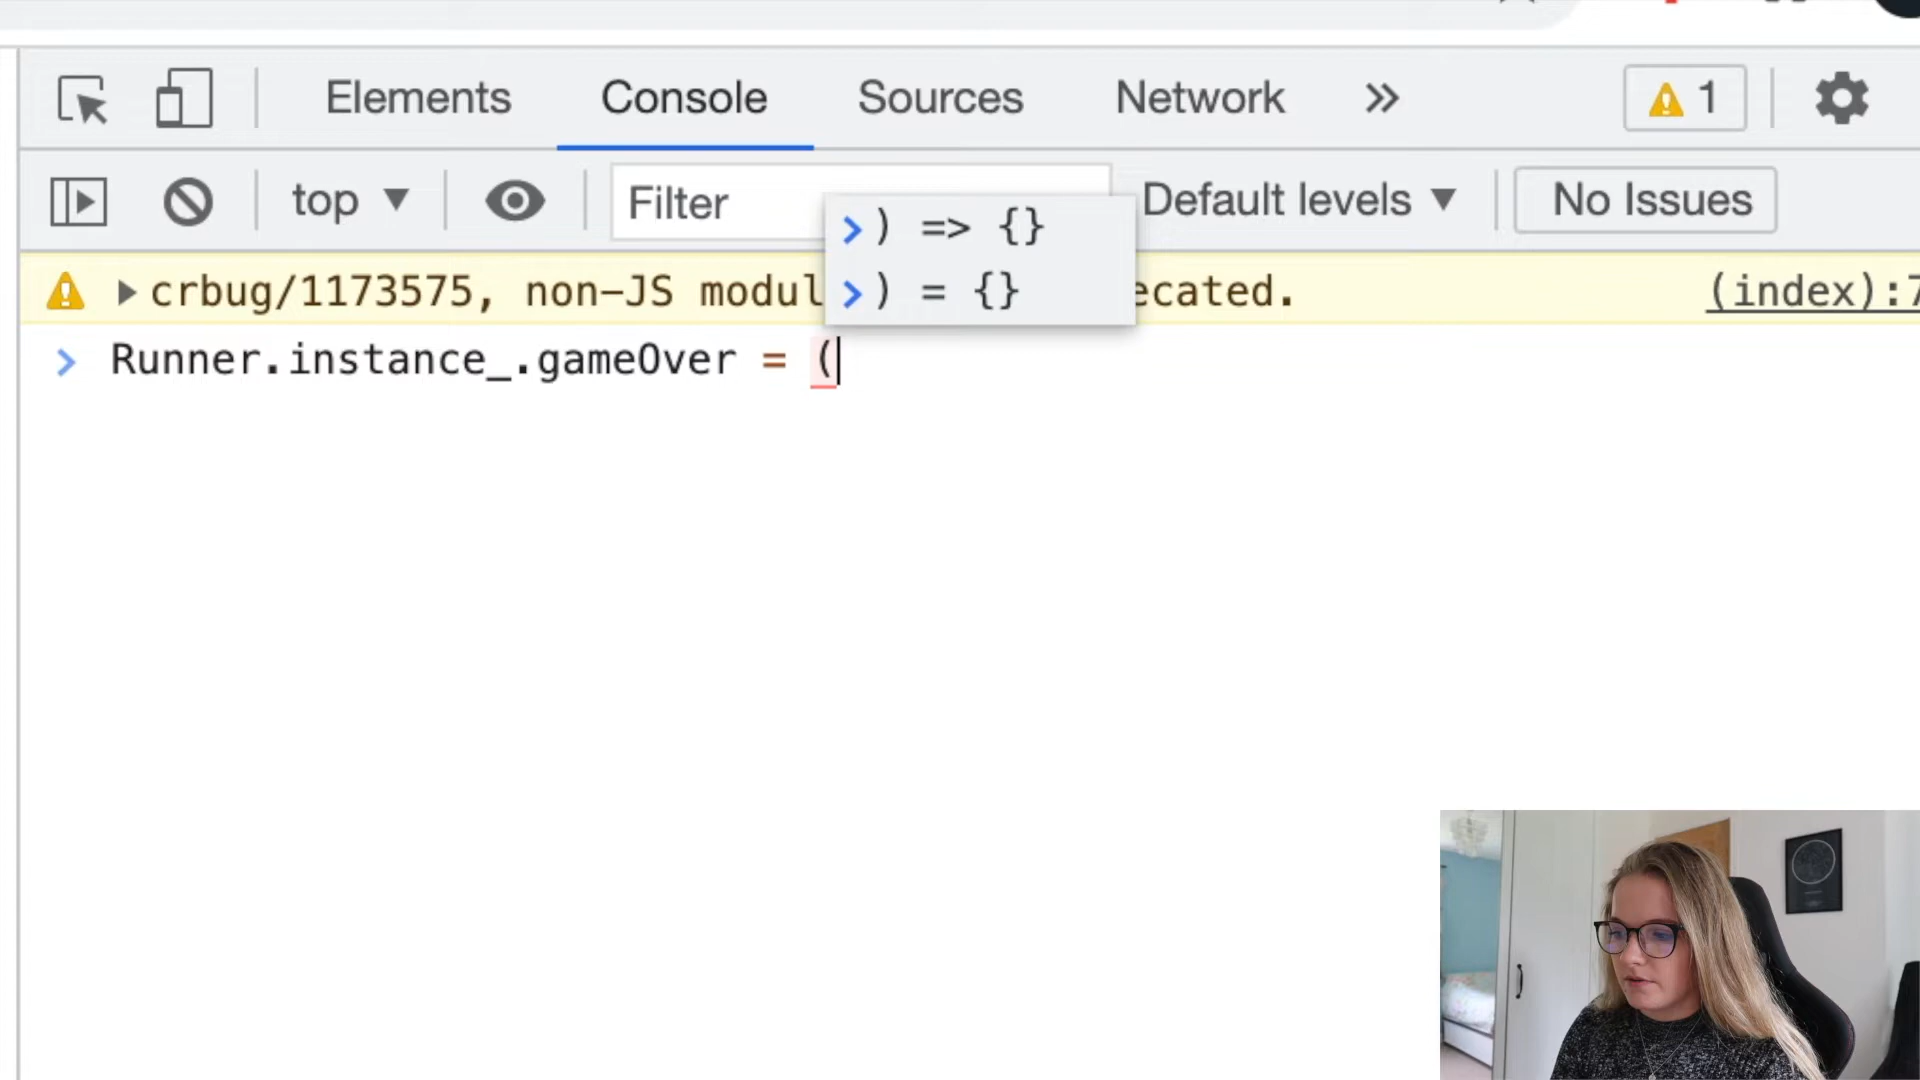 Elements Console Sources Network » 1
top ▼ Filter Default levels ▼ No Issues
) => {}
) = {}
crbug/1173575, non-JS modul ecated. (index):7
> Runner.instance_.gameOver = (